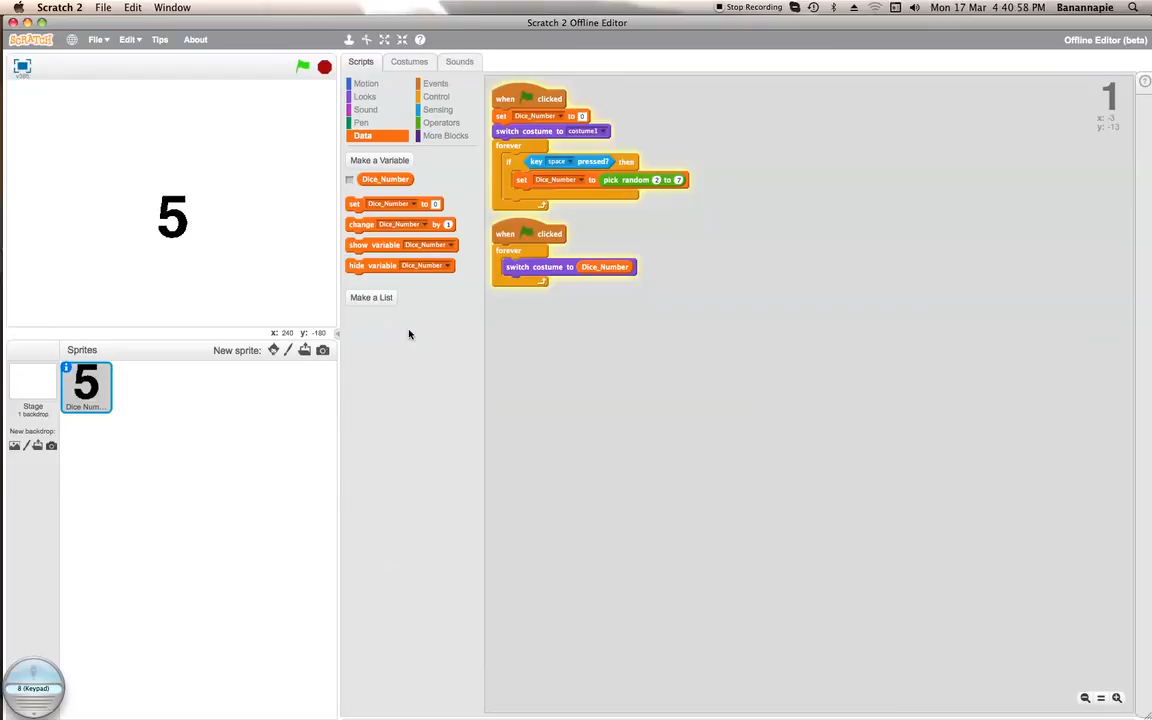 Scratch 2 File Edit Window Stop Recording Mon 17 Mar 4:40:58 PM Banannapie
Scratch 2 Offline Editor
SCRATCH File Edit Tips About Offline Editor (beta)
Scripts Costumes Sounds
Motion Events
Looks Control
Sound Sensing
Pen Operators
Data More Blocks
Make a Variable
Dice_Number
set Dice_Number to 0
change Dice_Number by 1
show variable Dice_Number
hide variable Dice_Number
Make a List
when clicked
set Dice_Number to 0
switch costume to costume1
forever
if key space pressed? then
set Dice_Number to pick random 2 to 7
when clicked
forever
switch costume to Dice_Number
1
x: -3
y: -13
5
x: 240 y: -180
Sprites New sprite:
5
Dice Num...
Stage
1 backdrop
New backdrop:
8 (Keypad)